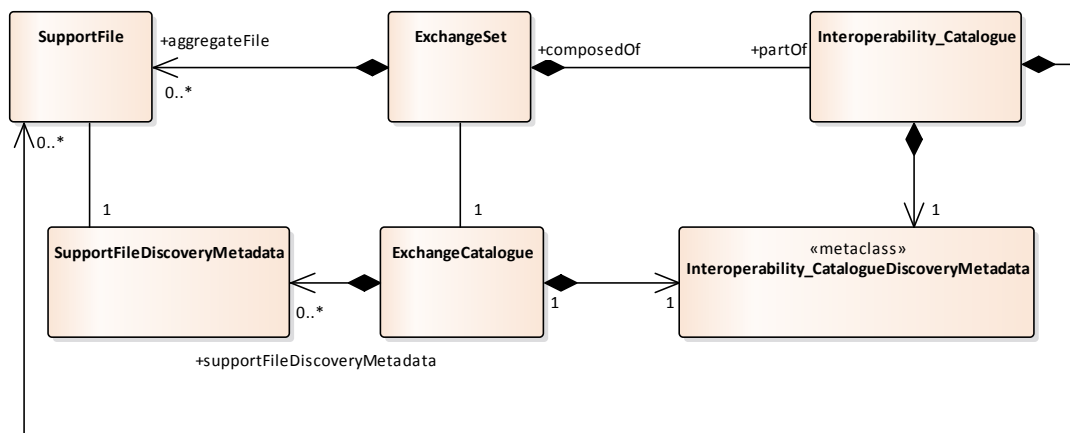 SupportFile
+aggregateFile
0..*
ExchangeSet
+composedOf
+partOf
Interoperability_Catalogue
0..*
1
1
1
SupportFileDiscoveryMetadata
0..*
+supportFileDiscoveryMetadata
ExchangeCatalogue
1
1
«metaclass»
Interoperability_CatalogueDiscoveryMetadata